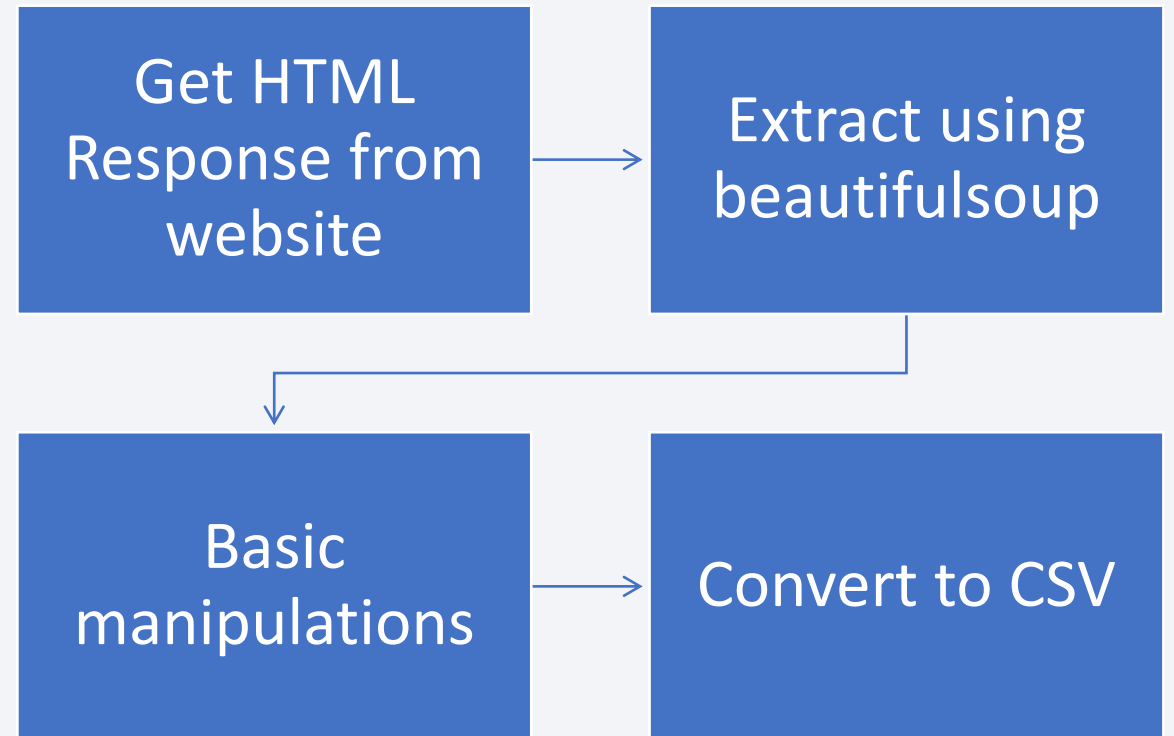 Get HTML
Response from
website
Extract using
beautifulsoup
Basic
manipulations
Convert to CSV